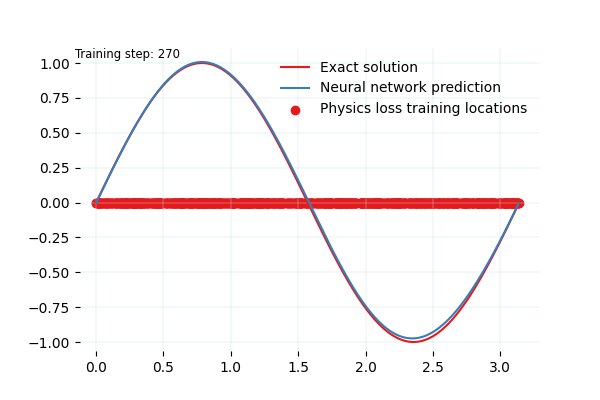 Training step: 270
Exact solution
Neural network prediction
Physics loss training locations
1.00
0.75
0.50
0.25
0.00
−0.25
−0.50
−0.75
−1.00
0.0 0.5 1.0 1.5 2.0 2.5 3.0